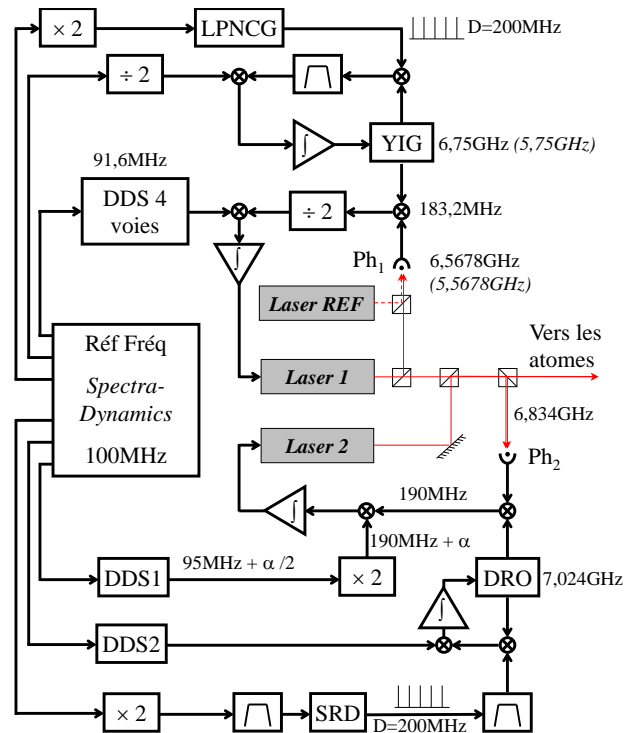 × 2
LPNCG
D=200MHz
÷ 2
∫
YIG
6,75GHz (5,75GHz)
91,6MHz
DDS 4
voies
÷ 2
183,2MHz
∫
Ph1
6,5678GHz
(5,5678GHz)
Laser REF
Vers les
atomes
Réf Fréq
Spectra-
Dynamics
100MHz
Laser 1
Laser 2
6,834GHz
Ph2
190MHz
∫
190MHz + α
95MHz + α /2
DDS1
× 2
DRO
7,024GHz
∫
DDS2
× 2
SRD
D=200MHz